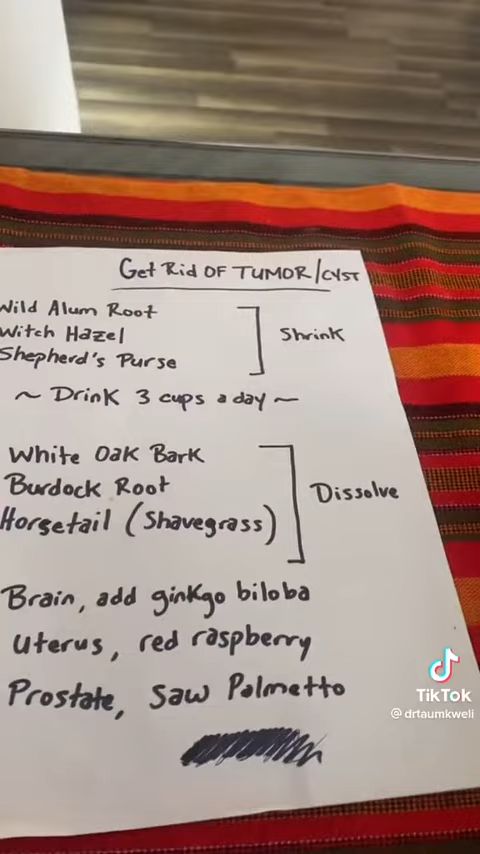 Get Rid OF TUMOR/CYST
Wild Alum Root
Witch Hazel
Shepherd's Purse
Shrink
~ Drink 3 cups a day ~
White Oak Bark
Burdock Root
Horsetail (Shavegrass)
Dissolve
Brain, add ginkgo biloba
Uterus, red raspberry
Prostate, Saw Palmetto
TikTok
@drtaumkweli